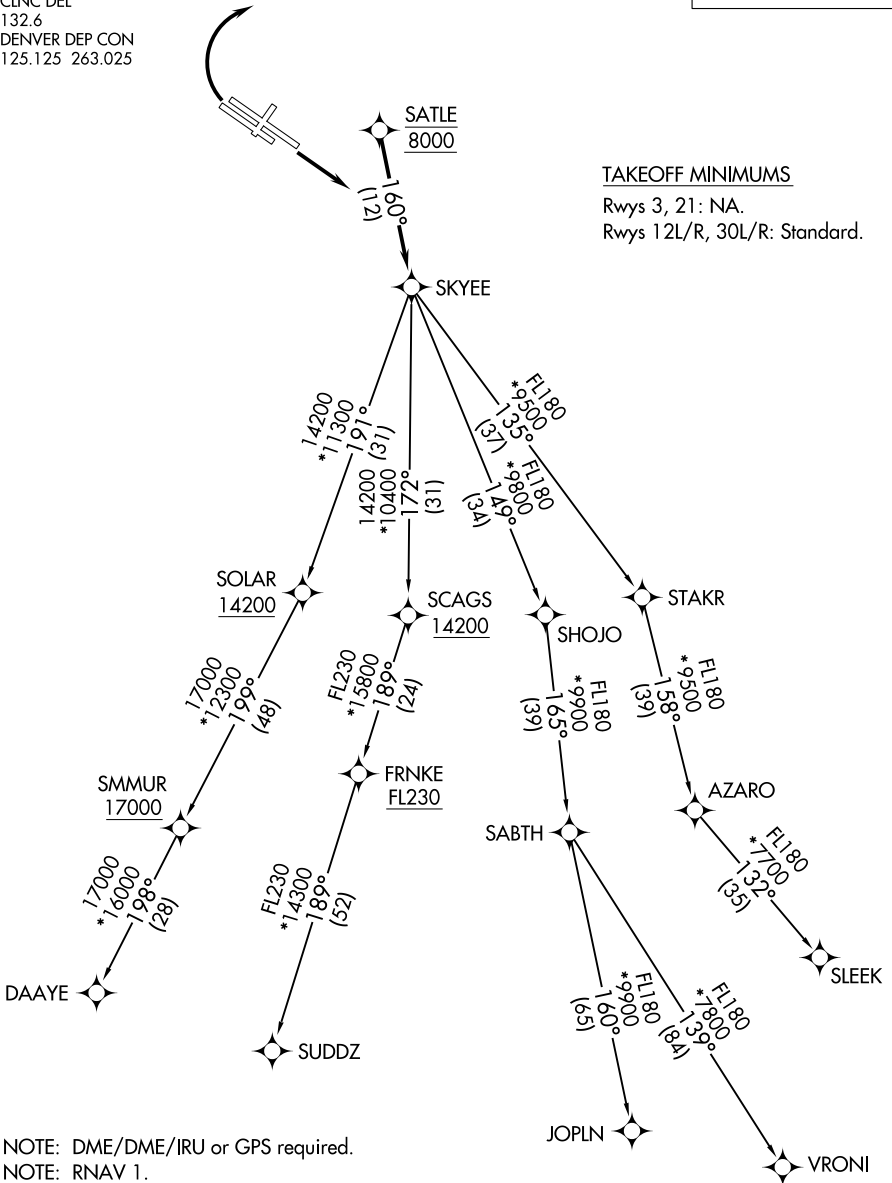 CLNC DEL
132.6
DENVER DEP CON
125.125 263.025
SATLE
8000
160°
(12)
TAKEOFF MINIMUMS
Rwys 3, 21: NA.
Rwys 12L/R, 30L/R: Standard.
SKYEE
14200
*11300
191°
(31)
14200
*10400
172°
(31)
FL180
*9800
149°
(34)
FL180
*9500
135°
(37)
SOLAR
14200
SCAGS
14200
SHOJO
STAKR
17000
*12300
199°
(48)
FL230
*15800
189°
(24)
FL180
*9900
165°
(39)
FL180
*9500
158°
(39)
SMMUR
17000
FRNKE
FL230
SABTH
AZARO
17000
*16000
198°
(28)
FL230
*14300
189°
(52)
FL180
*9900
160°
(65)
FL180
*7800
139°
(84)
FL180
*7700
132°
(35)
DAAYE
SUDDZ
SLEEK
JOPLN
VRONI
NOTE: DME/DME/IRU or GPS required.
NOTE: RNAV 1.